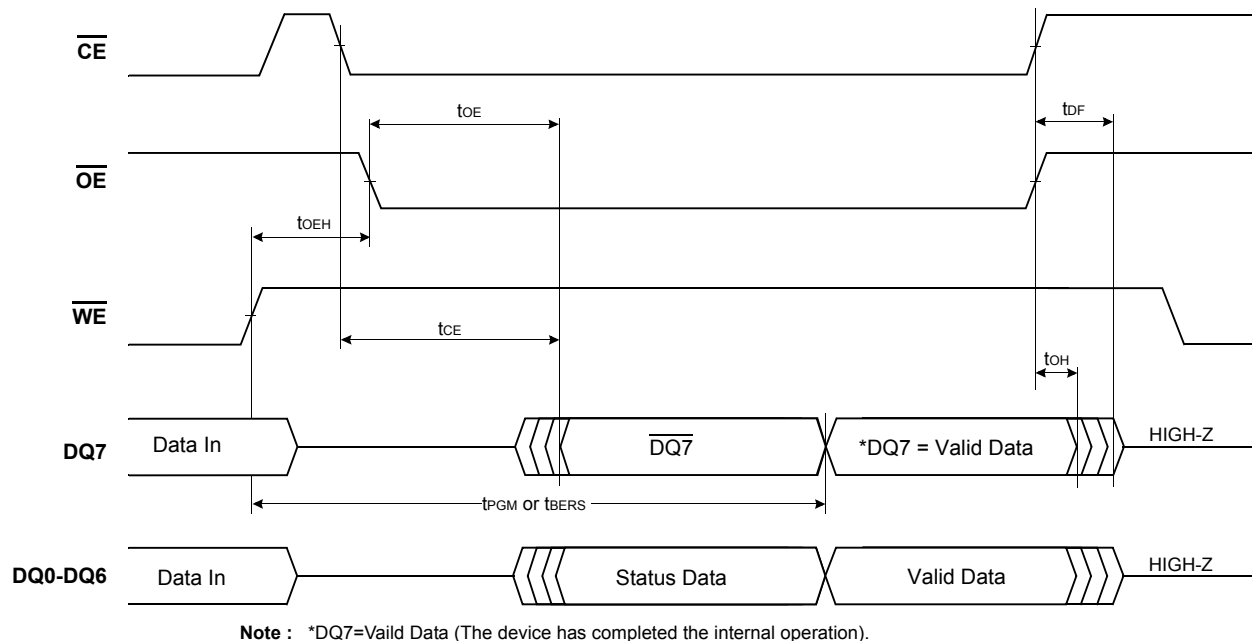 CE
tOE
tDF
OE
tOEH
WE
tCE
tOH
DQ7
Data In
DQ7
*DQ7 = Valid Data
HIGH-Z
tPGM or tBERS
DQ0-DQ6
Data In
Status Data
Valid Data
HIGH-Z
Note : *DQ7=Vaild Data (The device has completed the internal operation).